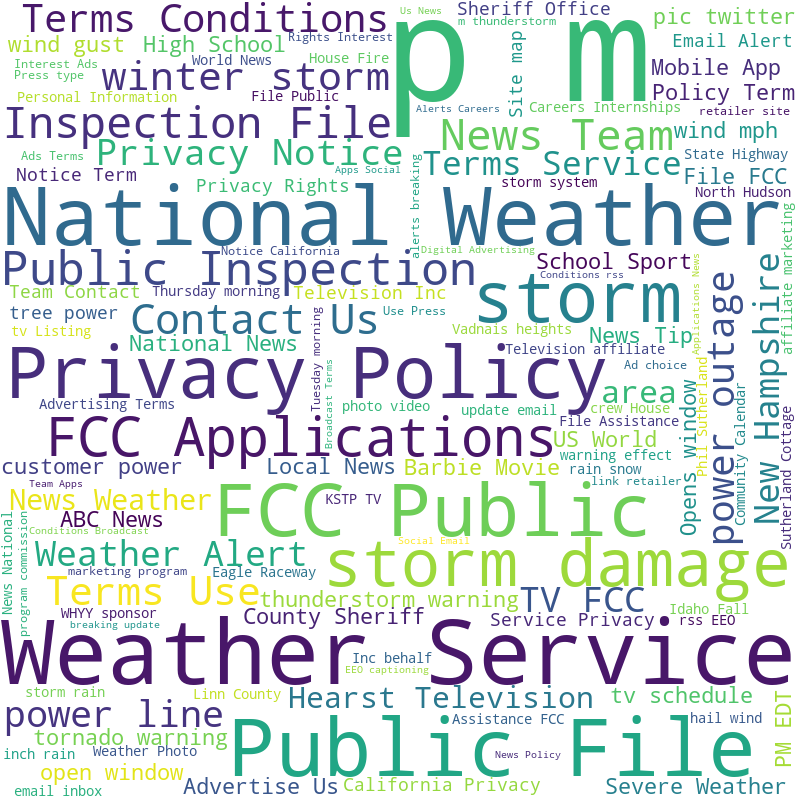 Terms Conditions
p m
Us News
m thunderstorm
Sheriff Office
pic twitter
wind gust
High School
Rights Interest
House Fire
Site map
Email Alert
Interest Ads
Press type
World News
winter storm
Mobile App
Personal Information
File Public
Policy Term
Inspection File
Alerts Careers
Careers Internships
retailer site
News Team
wind mph
Ads Terms
Privacy Notice
Terms Service
State Highway
Notice Term
Apps Social
File FCC
Privacy Rights
storm system
North Hudson
National Weather
alerts breaking
affiliate marketing
Notice California
Digital Advertising
Public Inspection
School Sport
Conditions rss
Applications News
New Hampshire
Team Contact
Thursday morning
Television Inc
storm
power outage
tree power
Contact Us
Use Press
tv Listing
National News
Tuesday morning
Vadnais heights
News Tip
Privacy Policy
Television affiliate
Ad choice
Broadcast Terms
area
Phil Sutherland
Community Calendar
Advertising Terms
photo video
update email
crew House
File Assistance
Sutherland Cottage
FCC Applications
US World
Opens window
warning effect
customer power
Local News
Barbie Movie
rain snow
Team Apps
link retailer
News Weather
KSTP TV
FCC Public
ABC News
News National
program commission
Conditions Broadcast
Social Email
Weather Alert
storm damage
marketing program
Eagle Raceway
Terms Use
thunderstorm warning
TV FCC
WHYY sponsor
County Sheriff
Idaho Fall
breaking update
Service Privacy
rss EEO
Weather Service
Inc behalf
EEO captioning
storm rain
Linn County
Hearst Television
tv schedule
PM EDT
power line
Public File
Assistance FCC
hail wind
tornado warning
inch rain
Weather Photo
News Policy
open window
email inbox
Advertise Us
California Privacy
Severe Weather